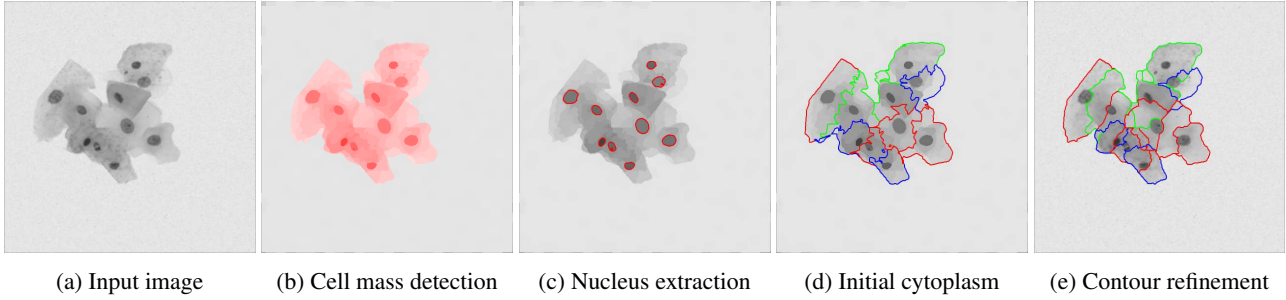 (a) Input image
(b) Cell mass detection
(c) Nucleus extraction
(d) Initial cytoplasm
(e) Contour refinement